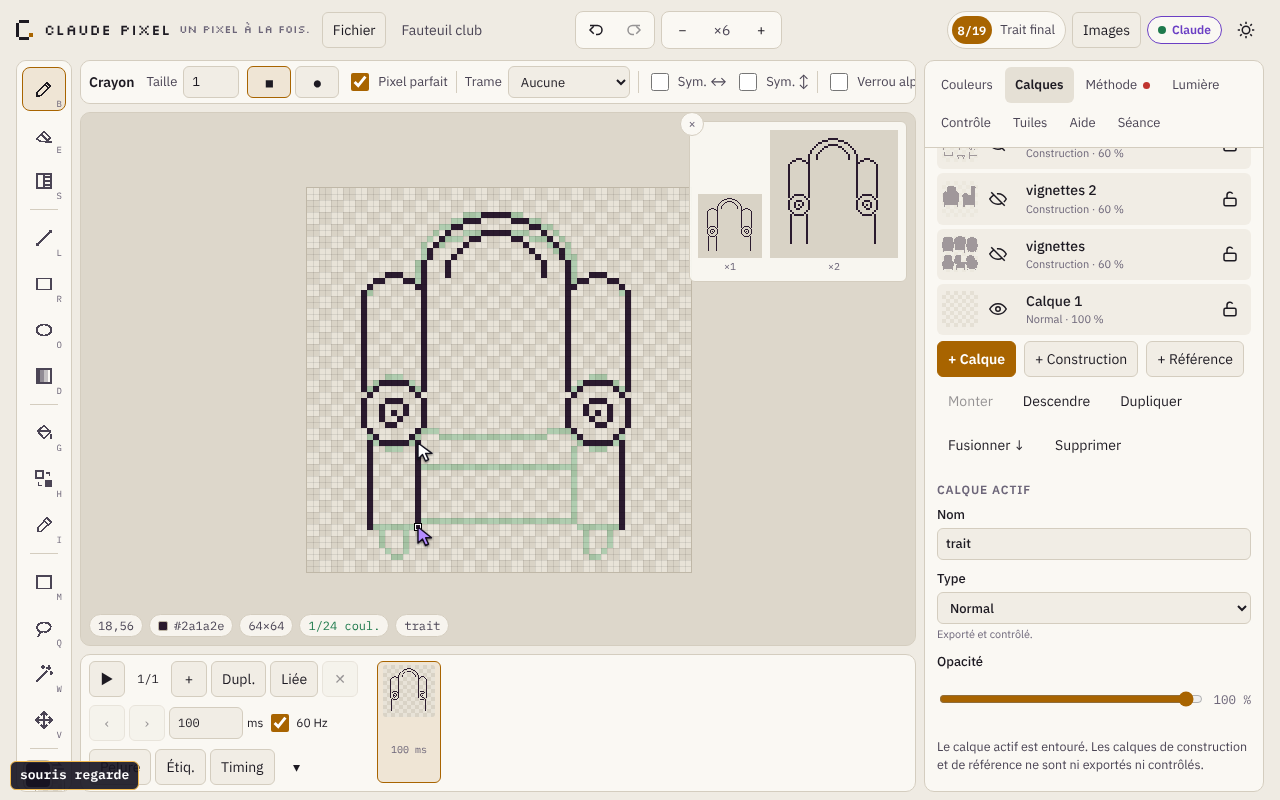 CLAUDE PIXEL UN PIXEL À LA FOIS. Fichier Fauteuil club − ×6 + 8/19 Trait final Images Claude
Crayon Taille 1 Pixel parfait Trame Aucune Sym. Sym. Verrou alp
B
E
S
L
R
O
D
G
H
I
M
Q
W
V
×
×1 ×2
18,56 #2a1a2e 64×64 1/24 coul. trait
1/1 + Dupl. Liée ×
‹ › 100 ms 60 Hz
Étiq. Timing
100 ms
souris regarde
Couleurs Calques Méthode Lumière
Contrôle Tuiles Aide Séance
Construction · 60 %
vignettes 2
Construction · 60 %
vignettes
Construction · 60 %
Calque 1
Normal · 100 %
+ Calque + Construction + Référence
Monter Descendre Dupliquer
Fusionner ↓ Supprimer
CALQUE ACTIF
Nom
trait
Type
Normal
Exporté et contrôlé.
Opacité
100 %
Le calque actif est entouré. Les calques de construction
et de référence ne sont ni exportés ni contrôlés.